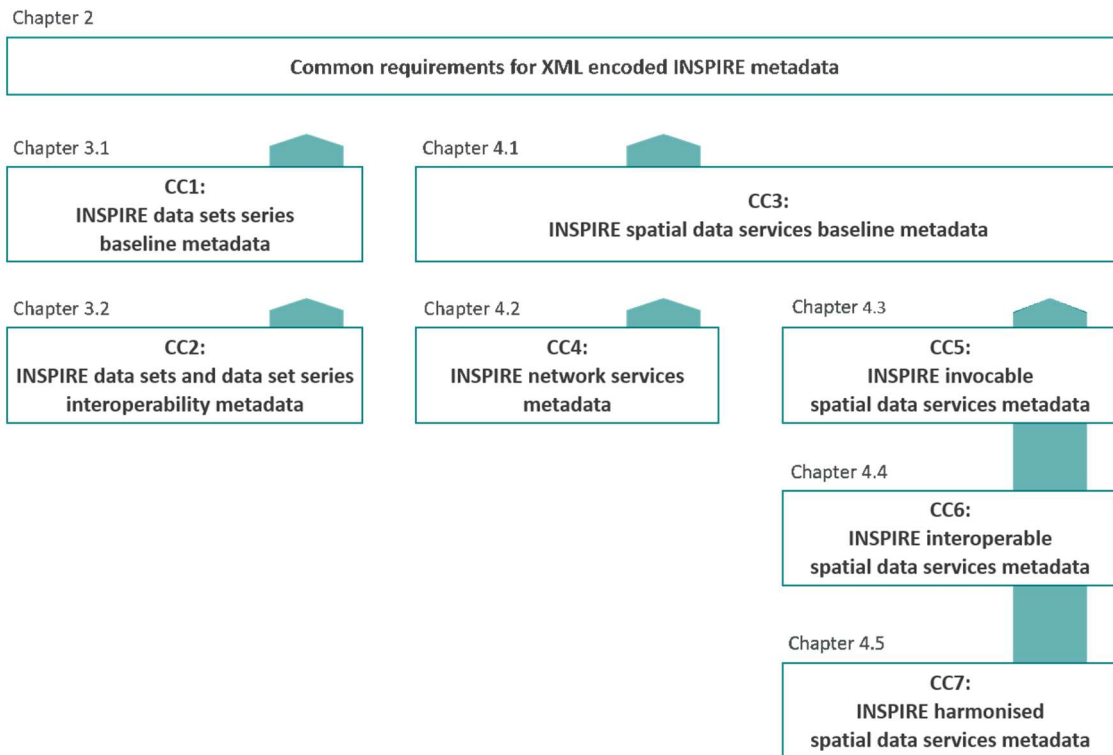 Chapter 2
Common requirements for XML encoded INSPIRE metadata
Chapter 3.1
CC1:
INSPIRE data sets series
baseline metadata
Chapter 4.1
CC3:
INSPIRE spatial data services baseline metadata
Chapter 3.2
CC2:
INSPIRE data sets and data set series
interoperability metadata
Chapter 4.2
CC4:
INSPIRE network services
metadata
Chapter 4.3
CC5:
INSPIRE invocable
spatial data services metadata
Chapter 4.4
CC6:
INSPIRE interoperable
spatial data services metadata
Chapter 4.5
CC7:
INSPIRE harmonised
spatial data services metadata